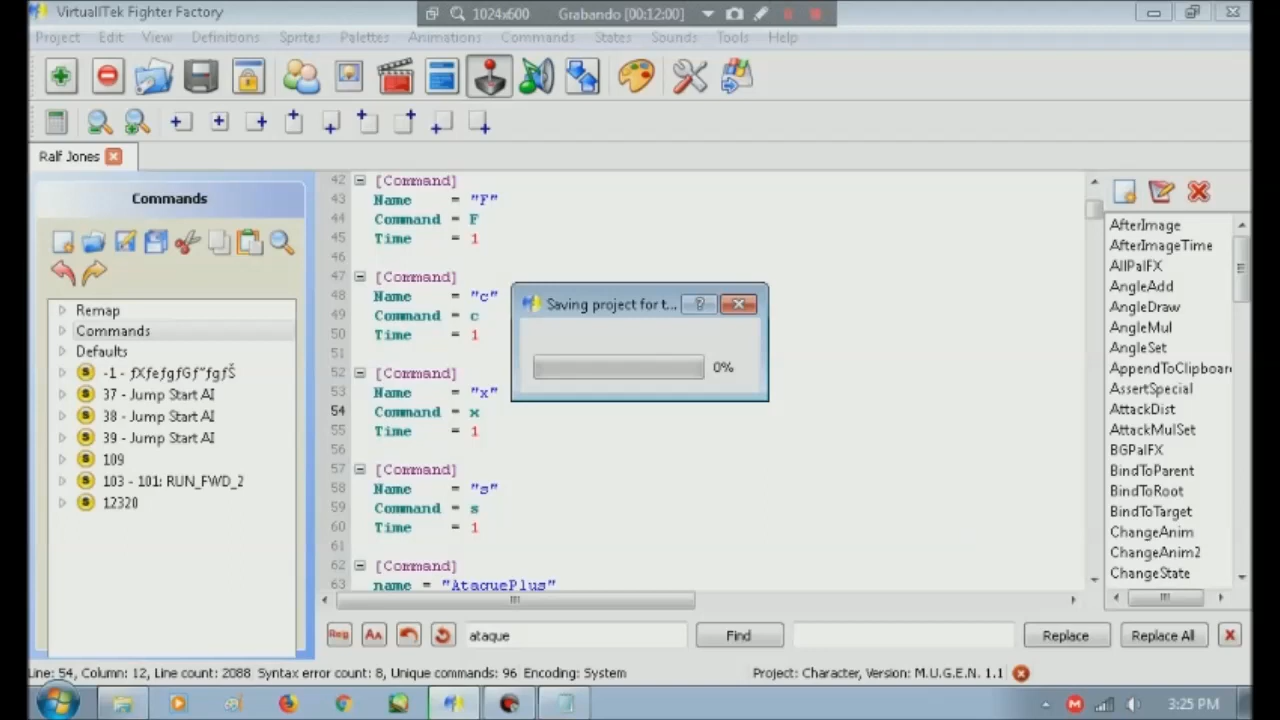 VirtuallTek Fighter Factory
1024x600
Grabando [00:12:00]
Project Edit View Definitions Sprites Palettes Animations Commands States Sounds Tools Help
Ralf Jones
Commands
Remap
Commands
Defaults
-1 - ƒXƒeƒgƒGƒ“ƒgƒŠ
37 - Jump Start AI
38 - Jump Start AI
39 - Jump Start AI
109
103 - 101: RUN_FWD_2
12320
42 [Command]
43 Name = "F"
44 Command = F
45 Time = 1
46
47 [Command]
48 Name = "c"
49 Command = c
50 Time = 1
51
52 [Command]
53 Name = "x"
54 Command = x
55 Time = 1
56
57 [Command]
58 Name = "s"
59 Command = s
60 Time = 1
61
62 [Command]
63 name = "AtaquePlus"
Saving project for t...
0%
AfterImage
AfterImageTime
AllPalFX
AngleAdd
AngleDraw
AngleMul
AngleSet
AppendToClipboar
AssertSpecial
AttackDist
AttackMulSet
BGPalFX
BindToParent
BindToRoot
BindToTarget
ChangeAnim
ChangeAnim2
ChangeState
Reg
AA
ataque
Find
Replace
Replace All
Line: 54, Column: 12, Line count: 2088 Syntax error count: 8, Unique commands: 96 Encoding: System
Project: Character, Version: M.U.G.E.N. 1.1
3:25 PM